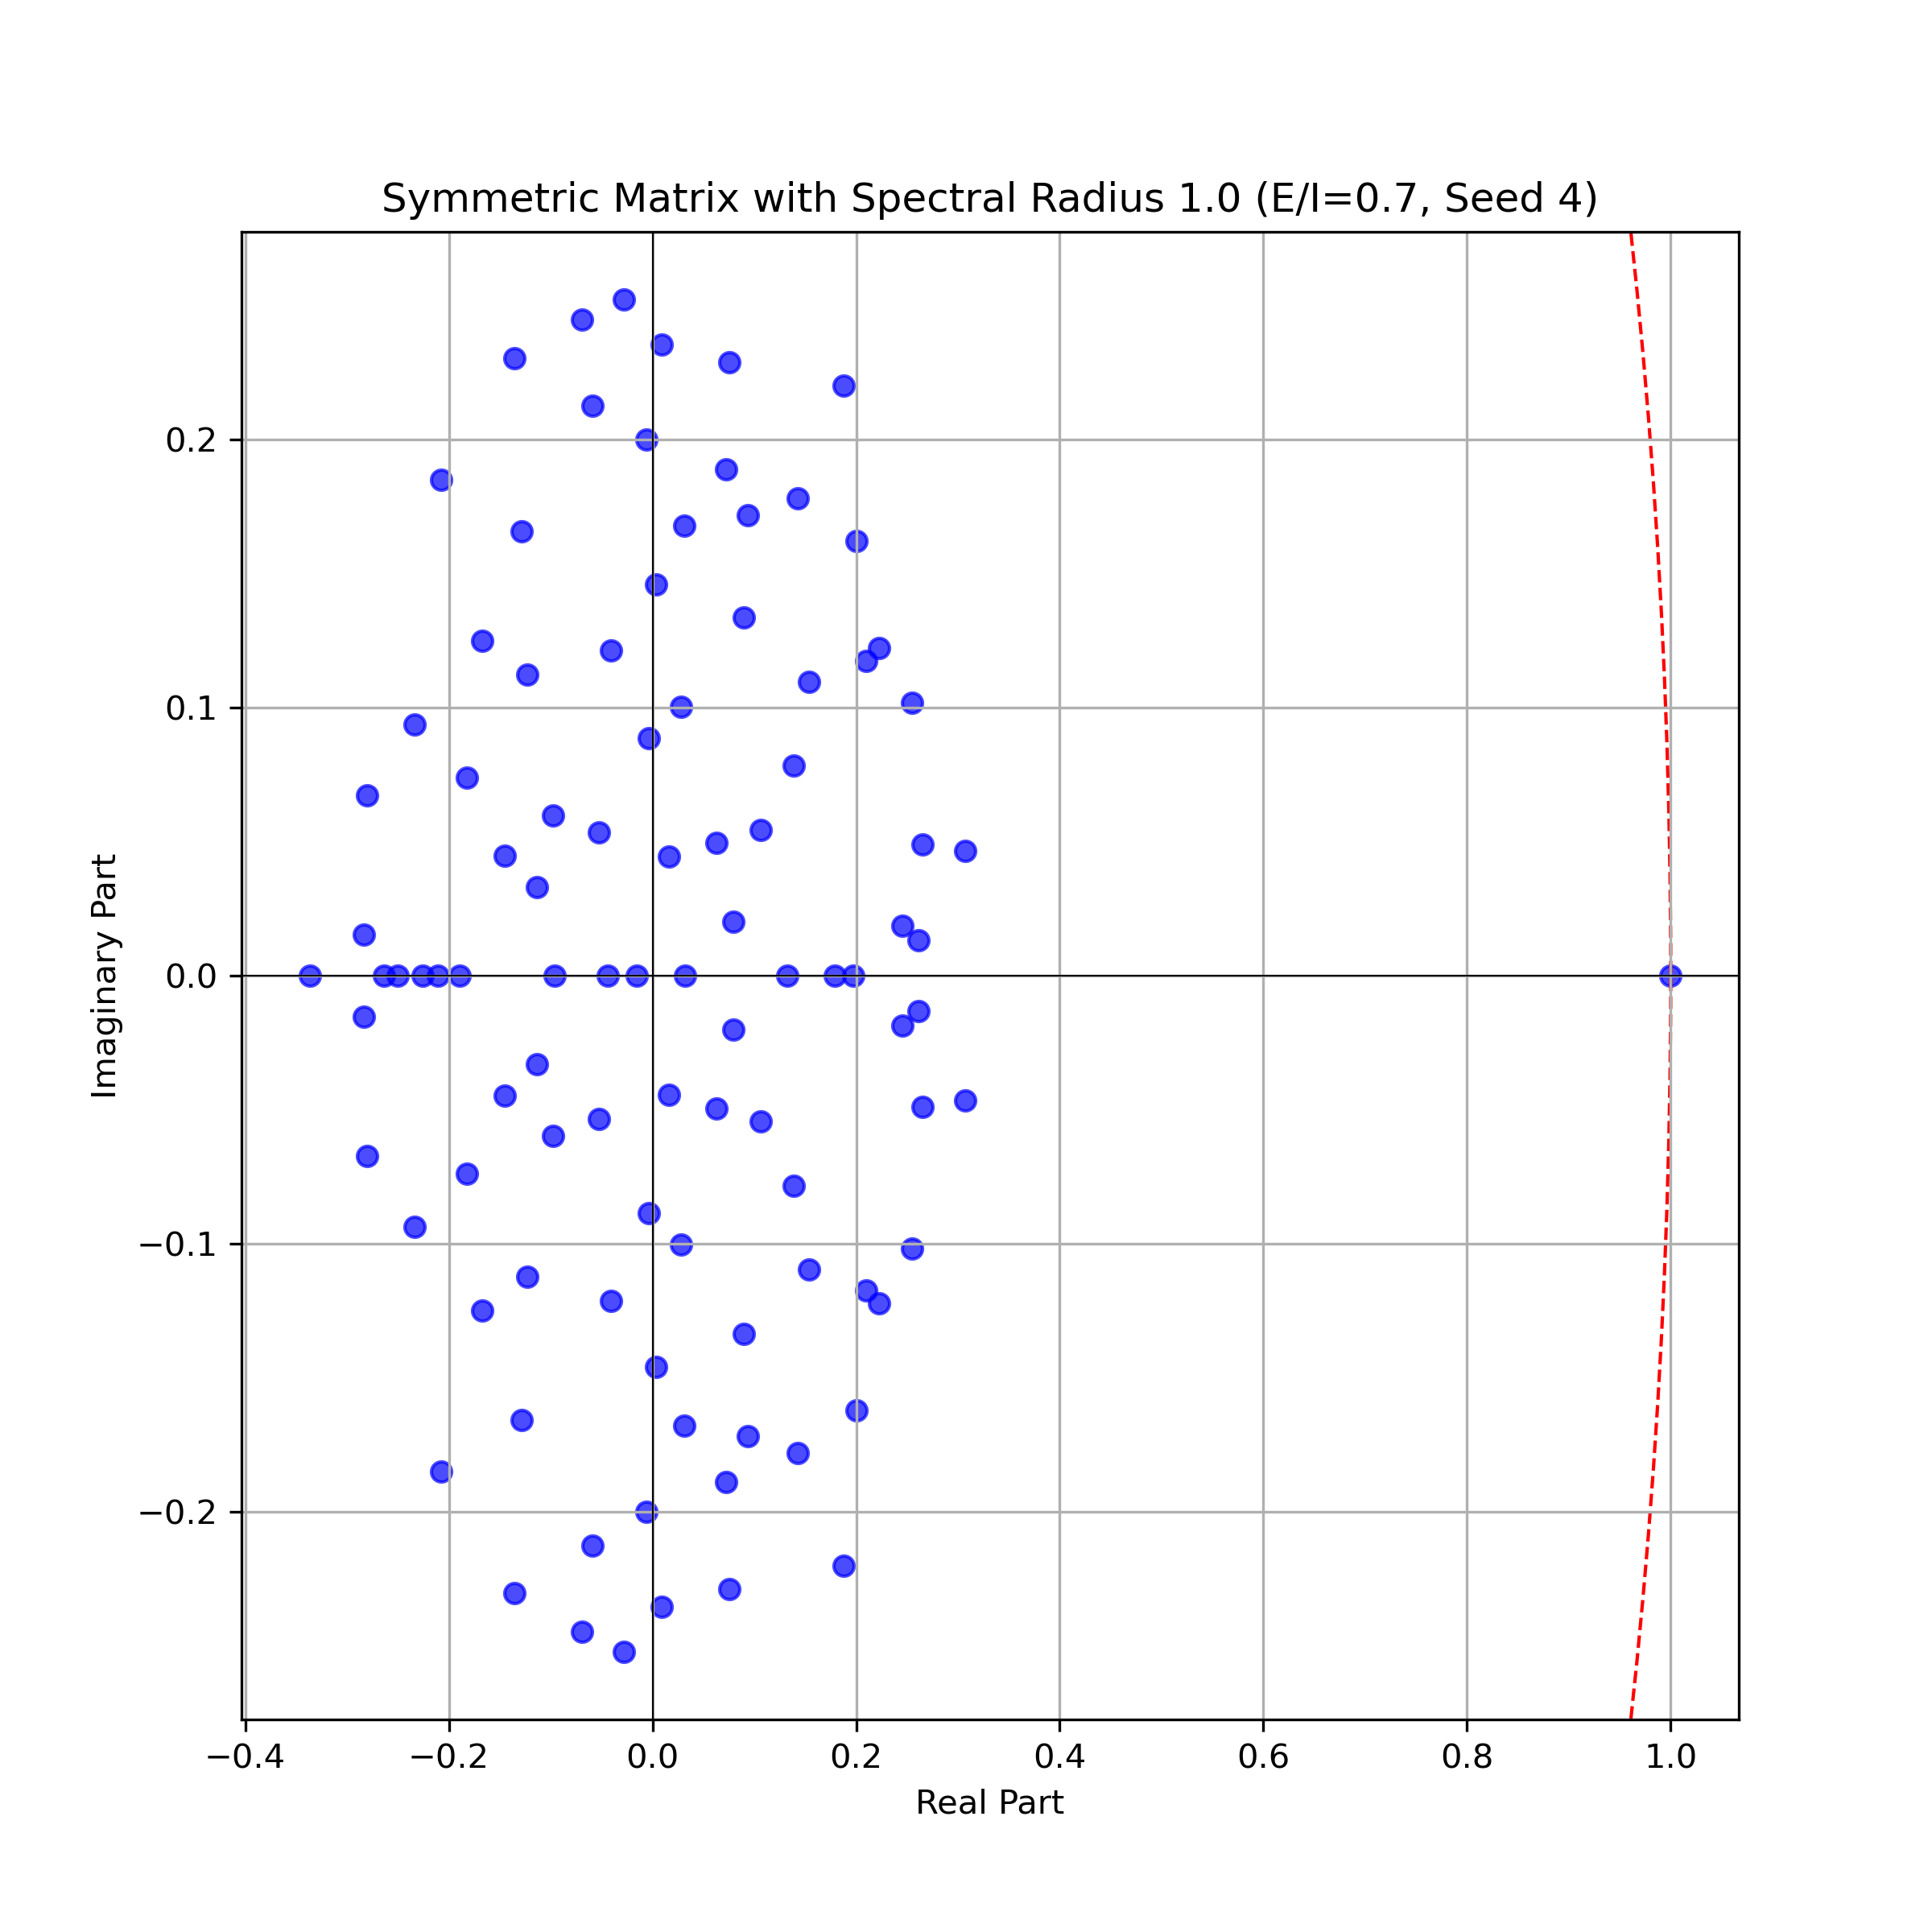 Symmetric Matrix with Spectral Radius 1.0 (E/I=0.7, Seed 4)
Imaginary Part
0.2
0.1
0.0
−0.1
−0.2
−0.4 −0.2 0.0 0.2 0.4 0.6 0.8 1.0
Real Part